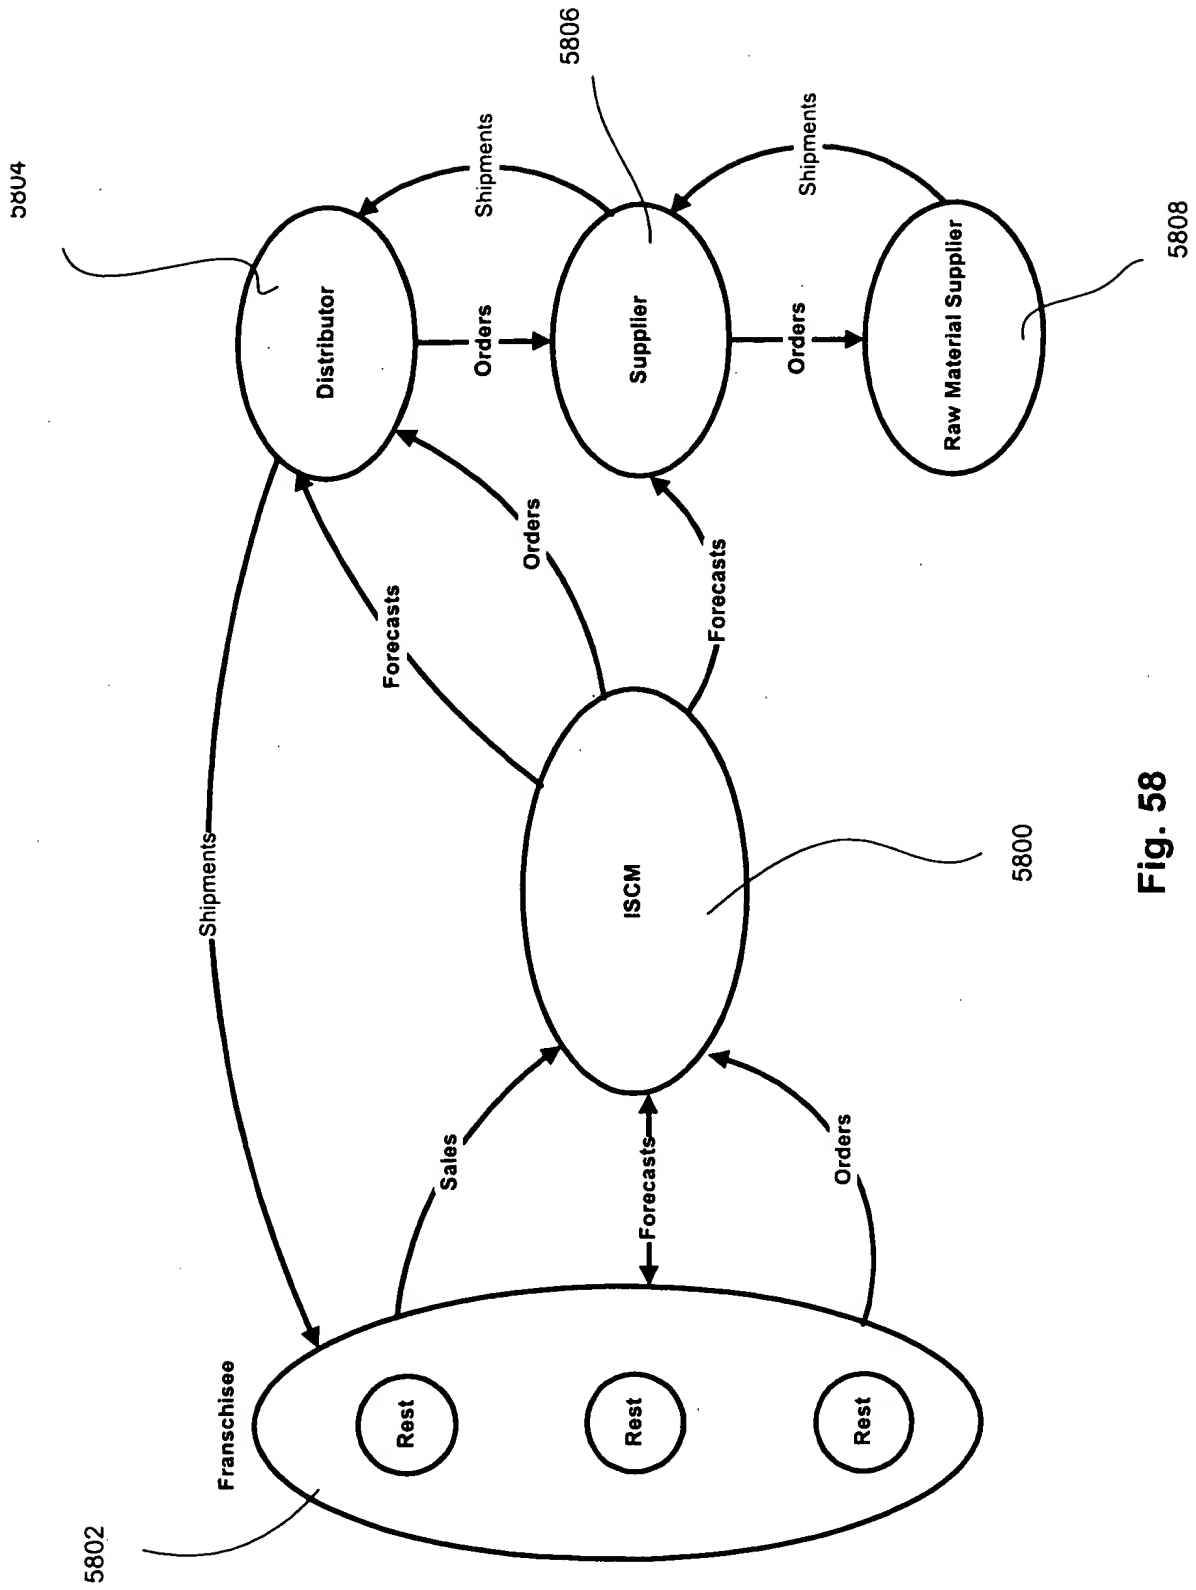 5804
5806
Shipments
Shipments
Distributor
Orders
Supplier
Orders
Raw Material Supplier
5808
Forecasts
Orders
Forecasts
Shipments
ISCM
5800
Sales
Forecasts
Orders
Franschisee
Rest
Rest
Rest
5802
Fig. 58